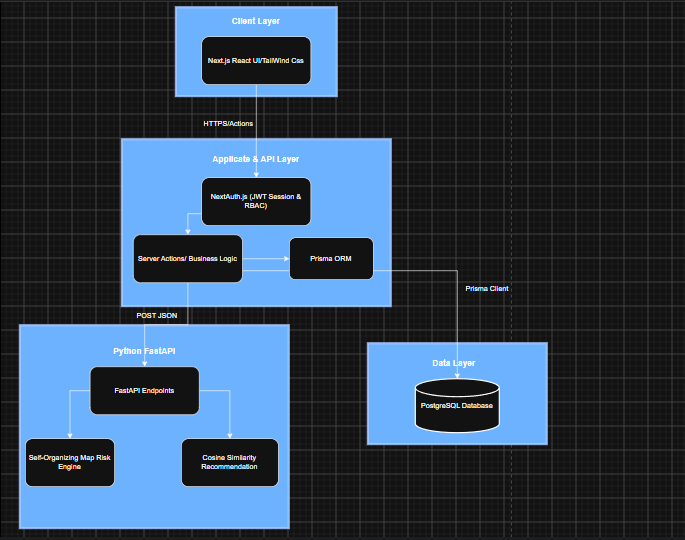 Client Layer
Next.js React UI/TailWind Css
HTTPS/Actions
Applicate & API Layer
NextAuth.js (JWT Session &
RBAC)
Server Actions/ Business Logic
Prisma ORM
Prisma Client
POST JSON
Python FastAPI
FastAPI Endpoints
Self-Organizing Map Risk
Engine
Cosine Similarity
Recommendation
Data Layer
PostgreSQL Database